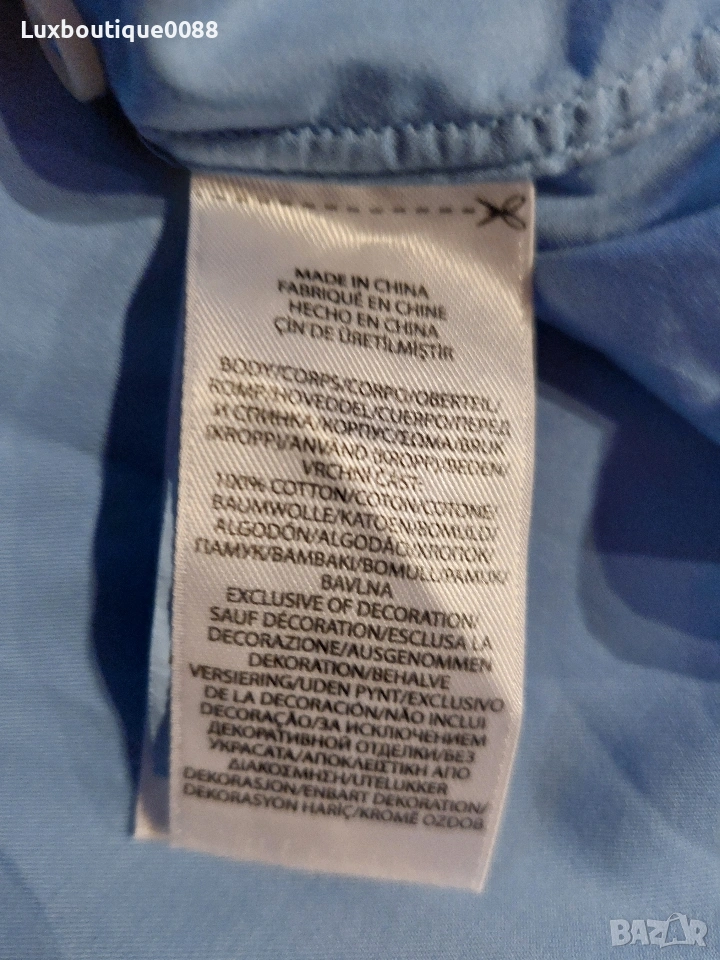 Luxboutique0088
MADE IN CHINA
FABRIQUÉ EN CHINE
HECHO EN CHINA
ÇİN'DE ÜRETİLMİŞTİR
BODY/CORPS/CORPO/OBERTEIL/
ROMP/HOVEDDEL/CUERPO/ПЕРЕД
И СПИНКА/КОРПУС/ΣΩΜΑ/BRUK
(KROPP)/ANVAND (KROPP)/BEDEN/
VRCHNI ČÁST:
100% COTTON/COTON/COTONE/
BAUMWOLLE/KATOEN/BOMULD/
ALGODÓN/ALGODÃO/ХЛОПОК/
ПАМУК/BAMBAKI/BOMULL/PAMUK/
BAVLNA
EXCLUSIVE OF DECORATION/
SAUF DÉCORATION/ESCLUSA LA
DECORAZIONE/AUSGENOMMEN
DEKORATION/BEHALVE
VERSIERING/UDEN PYNT/EXCLUSIVO
DE LA DECORACIÓN/NÃO INCLUI
DECORAÇÃO/ЗА ИСКЛЮЧЕНИЕМ
ДЕКОРАТИВНОЙ ОТДЕЛКИ/БЕЗ
УКРАСАТА/ΑΠΟΚΛΕΙΣΤΙΚΗ ΑΠΟ
ΔΙΑΚΟΣΜΗΣΗ/UTELUKKER
DEKORASJON/ENBART DEKORATION/
DEKORASYON HARİÇ/KROMĚ OZDOB
BAZAR